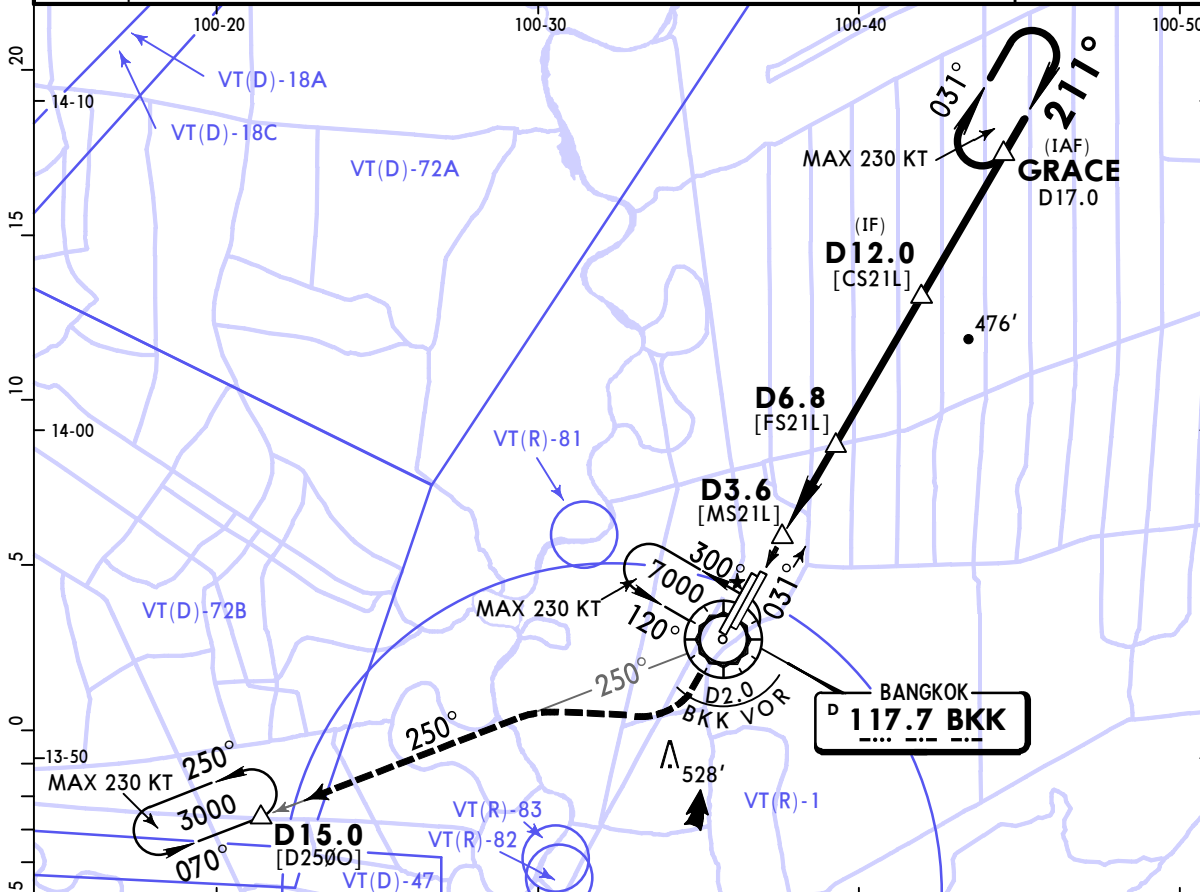 100-20
100-30
100-40
100-50
20
15
10
5
0
5
14-10
14-00
13-50
VT(D)-18A
VT(D)-18C
VT(D)-72A
031°
211°
MAX 230 KT
(IAF)
GRACE
D17.0
(IF)
D12.0
[CS21L]
476'
D6.8
[FS21L]
VT(R)-81
D3.6
[MS21L]
300°
7000
MAX 230 KT
120°
031°
VT(D)-72B
250°
D2.0
BKK VOR
BANGKOK
D 117.7 BKK
250°
250°
MAX 230 KT
3000
070°
D15.0
[D25ØO]
528'
VT(R)-1
VT(R)-83
VT(R)-82
VT(D)-47